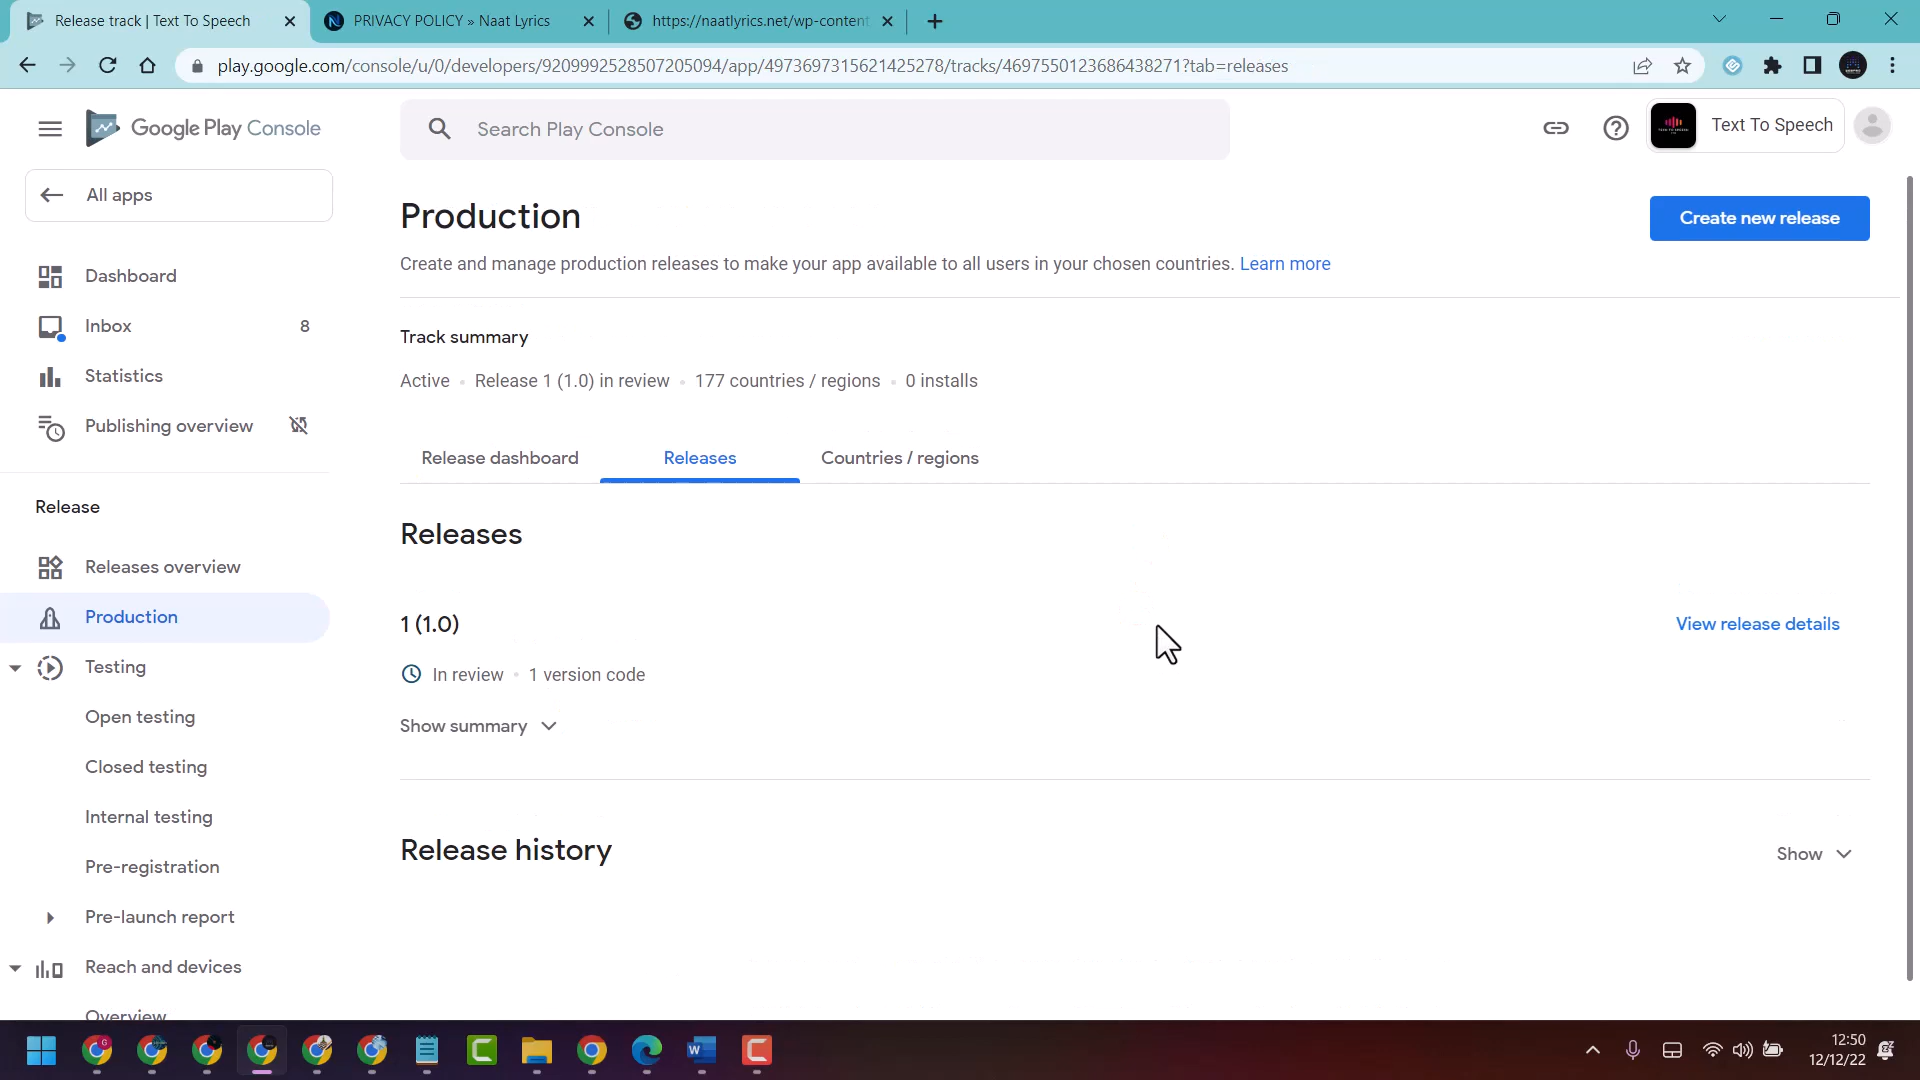 Release track | Text To Speech
PRIVACY POLICY » Naat Lyrics
https://naatlyrics.net/wp-content
play.google.com/console/u/0/developers/9209992528507205094/app/4973697315621425278/tracks/4697550123686438271?tab=releases
Google Play Console
Search Play Console
Text To Speech
All apps
Production
Create new release
Create and manage production releases to make your app available to all users in your chosen countries. Learn more
Dashboard
Inbox 8
Statistics
Publishing overview
Track summary
Active • Release 1 (1.0) in review • 177 countries / regions • 0 installs
Release dashboard Releases Countries / regions
Release
Releases overview
Production
Testing
Open testing
Closed testing
Internal testing
Pre-registration
Pre-launch report
Reach and devices
Overview
Releases
1 (1.0)
View release details
In review • 1 version code
Show summary
Release history
Show
12:50
12/12/22